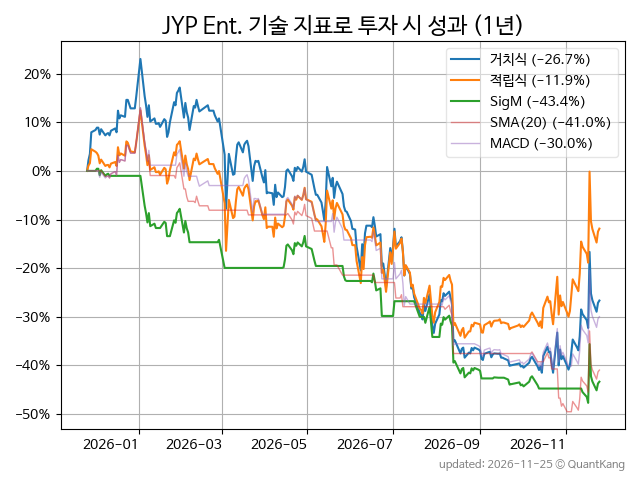 JYP Ent. 기술 지표로 투자 시 성과 (1년)
거치식 (−26.7%)
적립식 (−11.9%)
SigM (−43.4%)
SMA(20) (−41.0%)
MACD (−30.0%)
20%
10%
0%
−10%
−20%
−30%
−40%
−50%
2026-01 2026-03 2026-05 2026-07 2026-09 2026-11
updated: 2026-11-25 © QuantKang